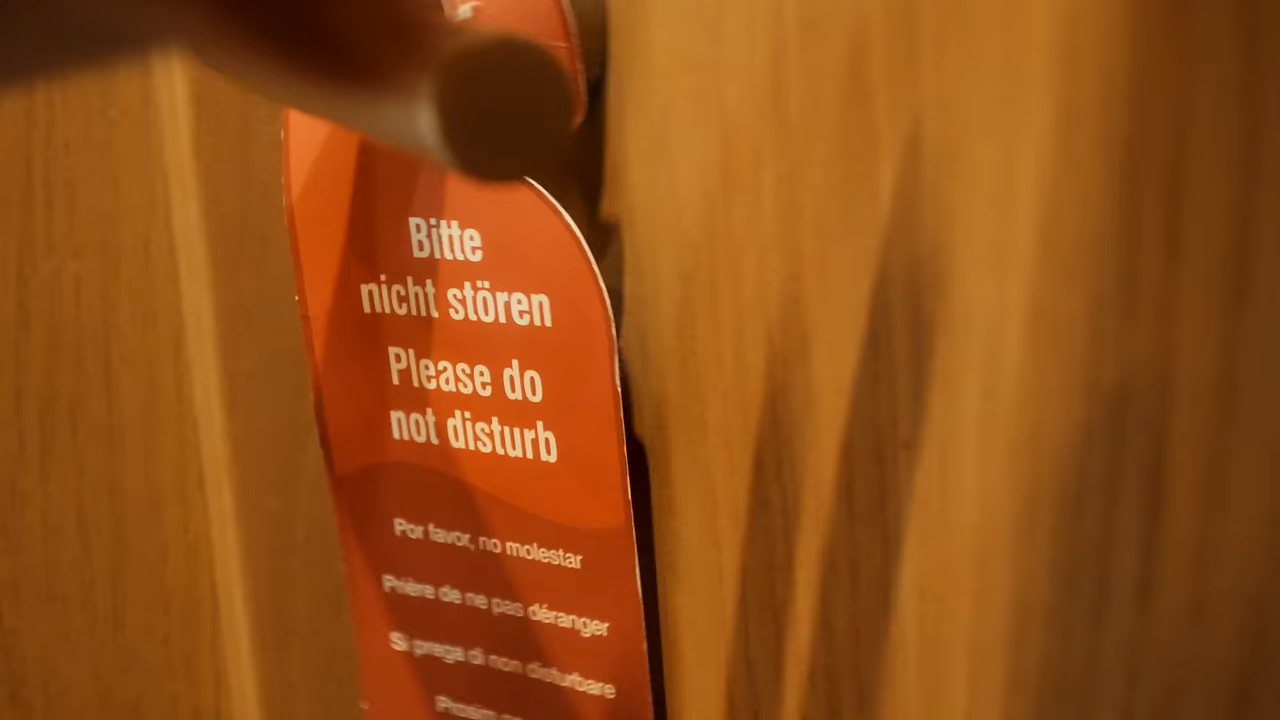 Bitte
nicht stören
Please do
not disturb
Por favor, no molestar
Prière de ne pas déranger
Si prega di non disturbare